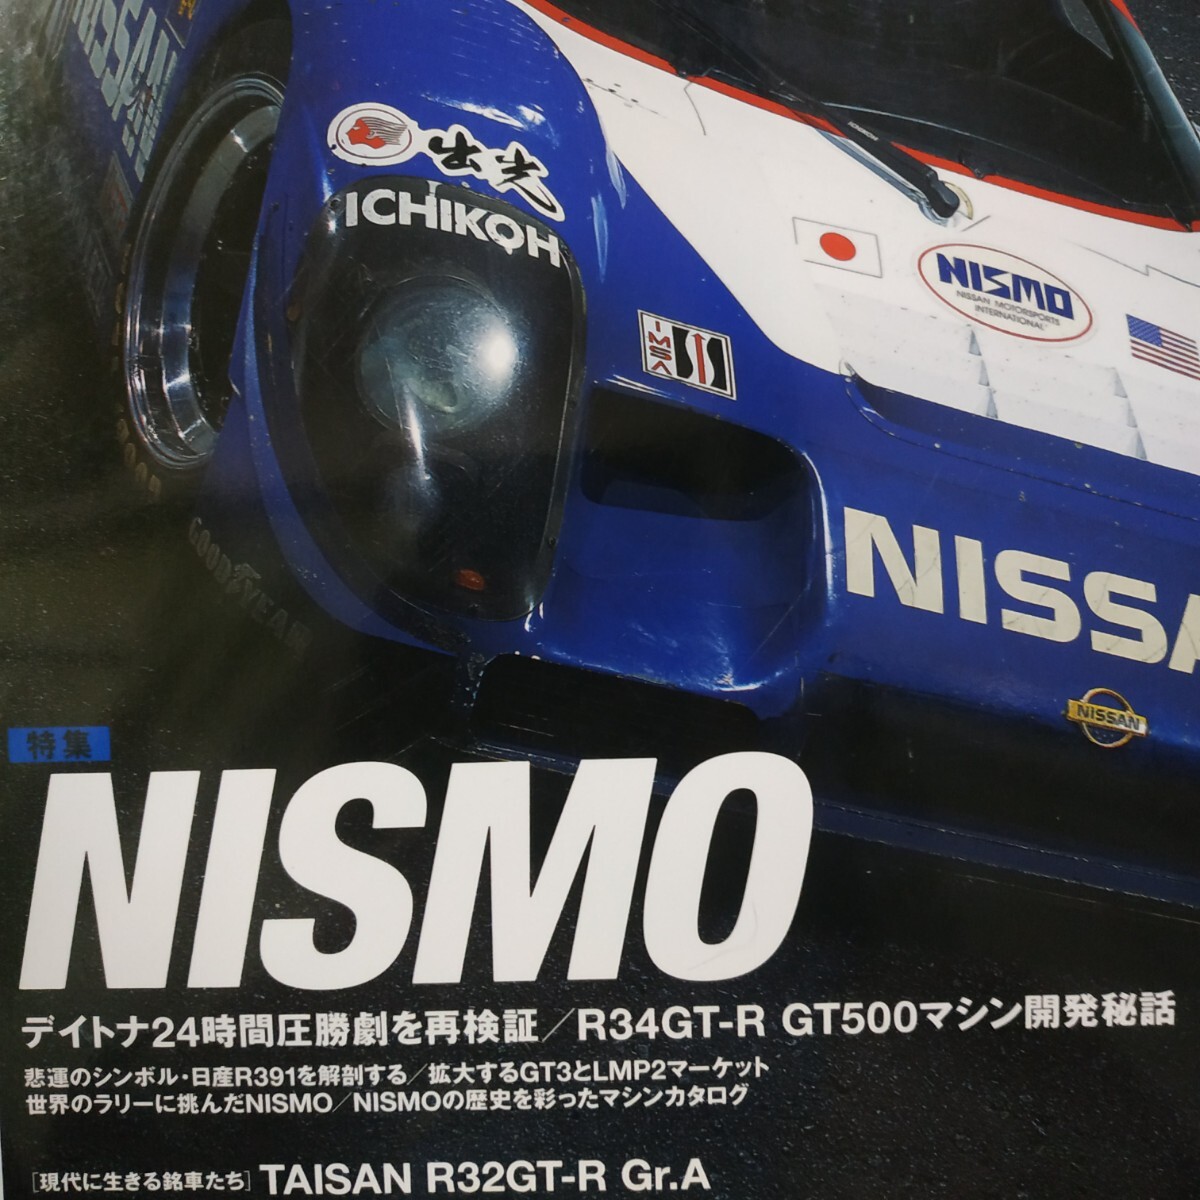 出光
ICHIKOH
ICHIKOH
NISMO
NISSAN MOTORSPORTS
INTERNATIONAL
IMSA
NISSA
NISSAN
GOODYEAR
特集
NISMO
デイトナ24時間圧勝劇を再検証/R34GT-R GT500マシン開発秘話
悲運のシンボル・日産R391を解剖する/拡大するGT3とLMP2マーケット
世界のラリーに挑んだNISMO/NISMOの歴史を彩ったマシンカタログ
[現代に生きる銘車たち] TAISAN R32GT-R Gr.A